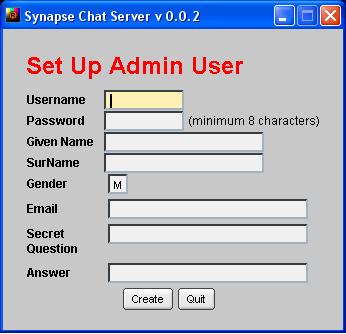 Synapse Chat Server v 0.0.2
Set Up Admin User
Username
Password (minimum 8 characters)
Given Name
SurName
Gender M
Email
Secret
Question
Answer
Create Quit